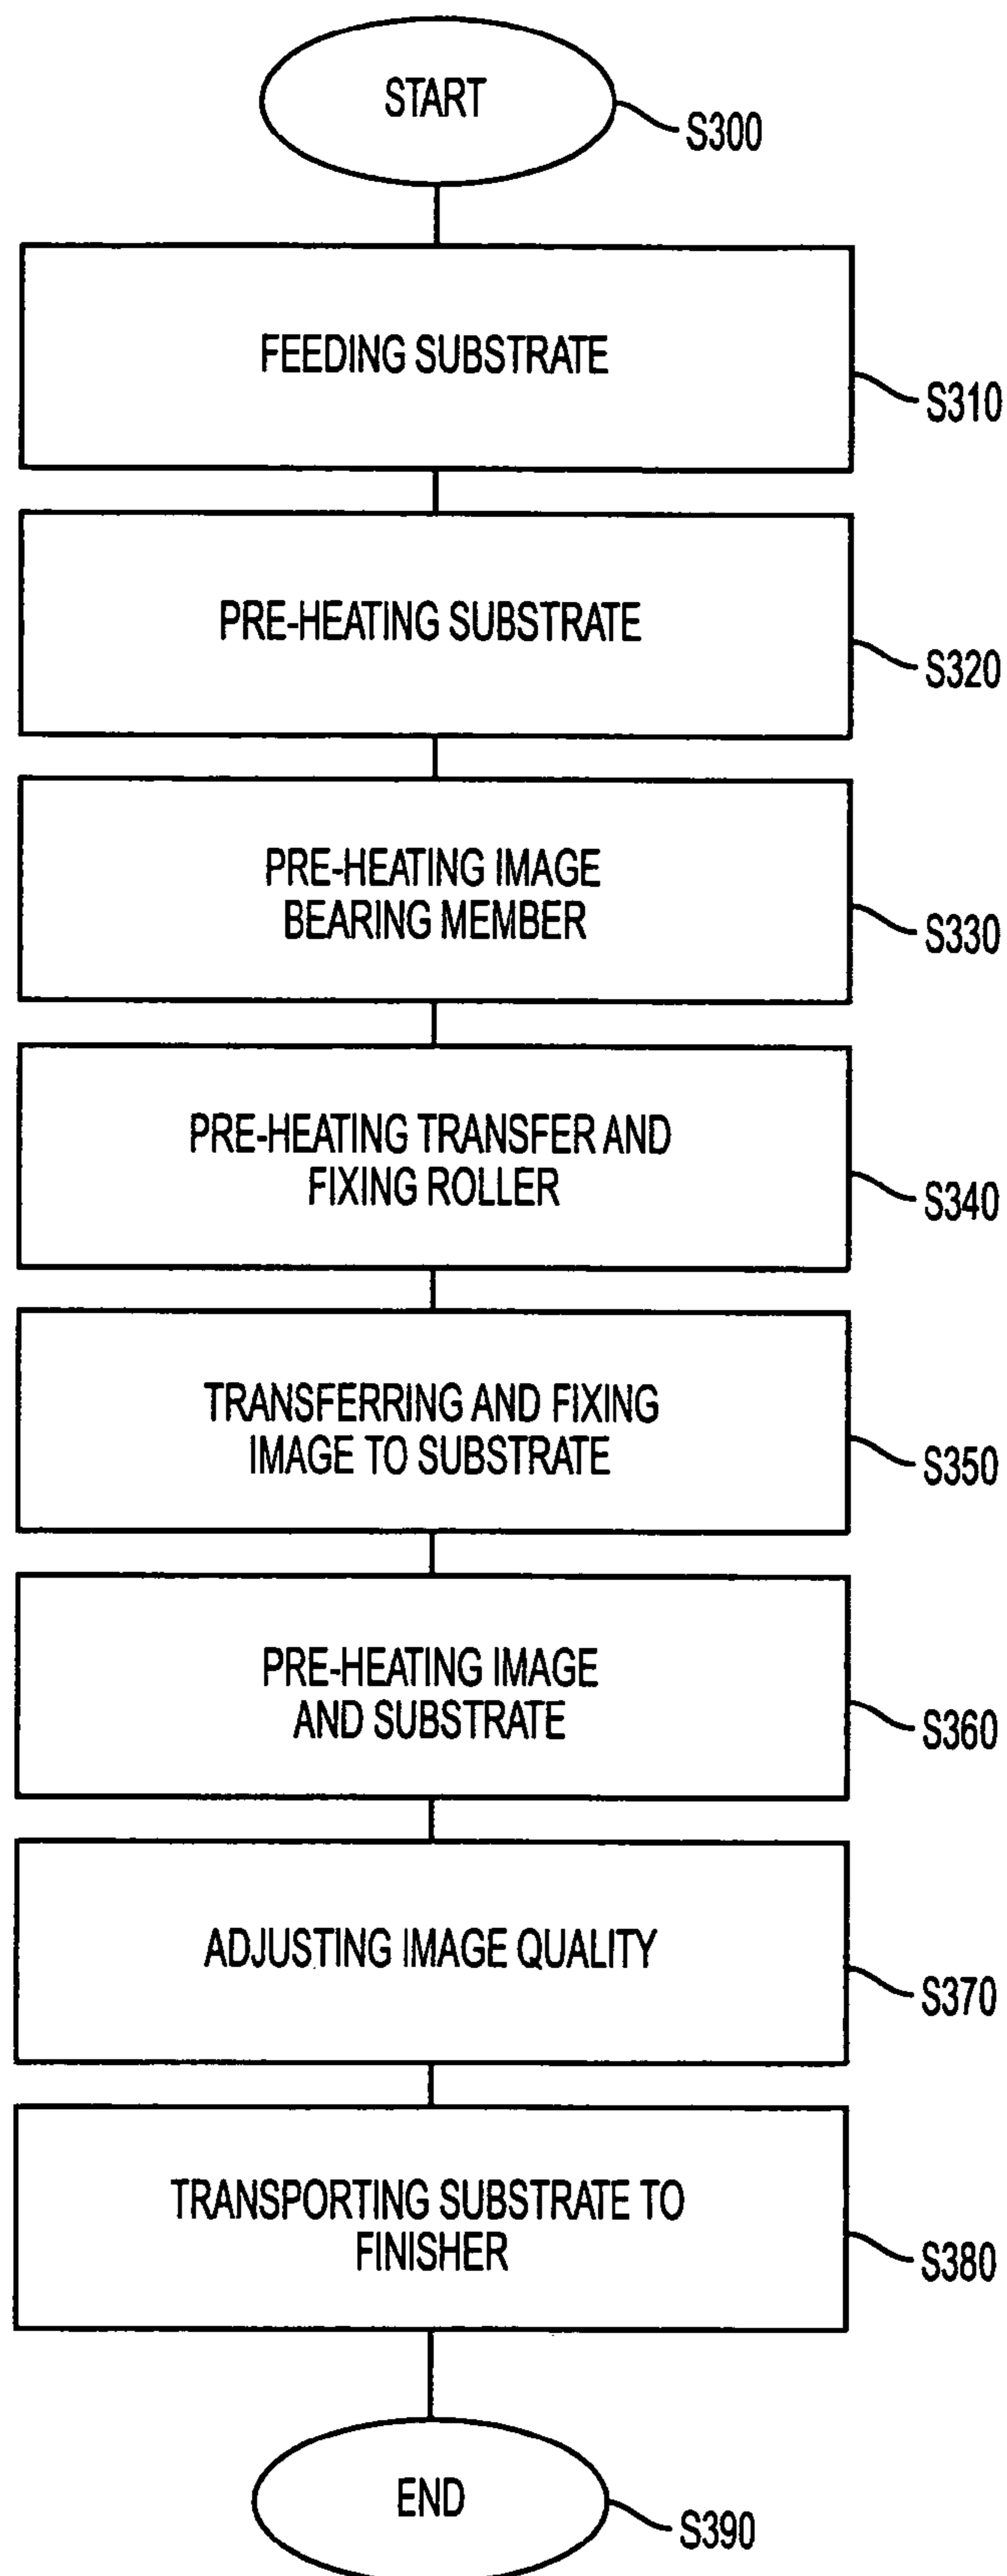 START
S300
FEEDING SUBSTRATE
S310
PRE-HEATING SUBSTRATE
S320
PRE-HEATING IMAGE
BEARING MEMBER
S330
PRE-HEATING TRANSFER AND
FIXING ROLLER
S340
TRANSFERRING AND FIXING
IMAGE TO SUBSTRATE
S350
PRE-HEATING IMAGE
AND SUBSTRATE
S360
ADJUSTING IMAGE QUALITY
S370
TRANSPORTING SUBSTRATE TO
FINISHER
S380
END
S390